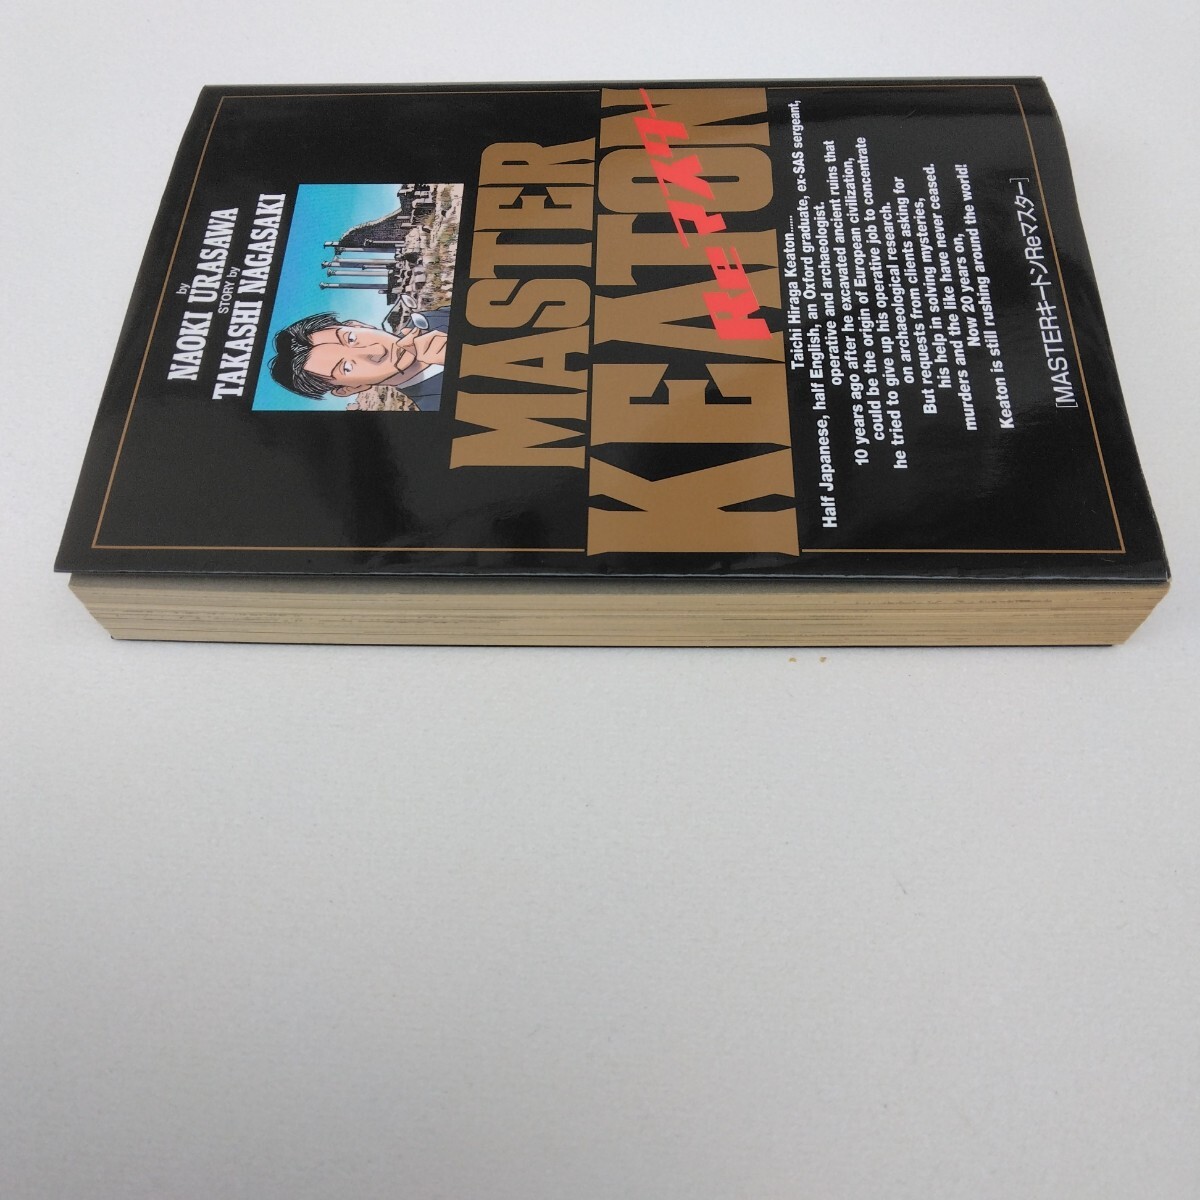 by
NAOKI URASAWA
STORY by
TAKASHI NAGASAKI
MASTER
KEATON
Reマスター
Taichi Hiraga Keaton......
Half Japanese, half English, an Oxford graduate, ex-SAS sergeant,
operative and archaeologist.
10 years ago after he excavated ancient ruins that
could be the origin of European civilization,
he tried to give up his operative job to concentrate
on archaeological research.
But requests from clients asking for
his help in solving mysteries,
murders and the like have never ceased.
Now 20 years on,
Keaton is still rushing around the world!
[MASTERキートンReマスター]